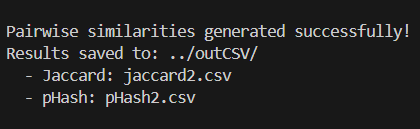 Pairwise similarities generated successfully!
Results saved to: ../outCSV/
- Jaccard: jaccard2.csv
- pHash: pHash2.csv